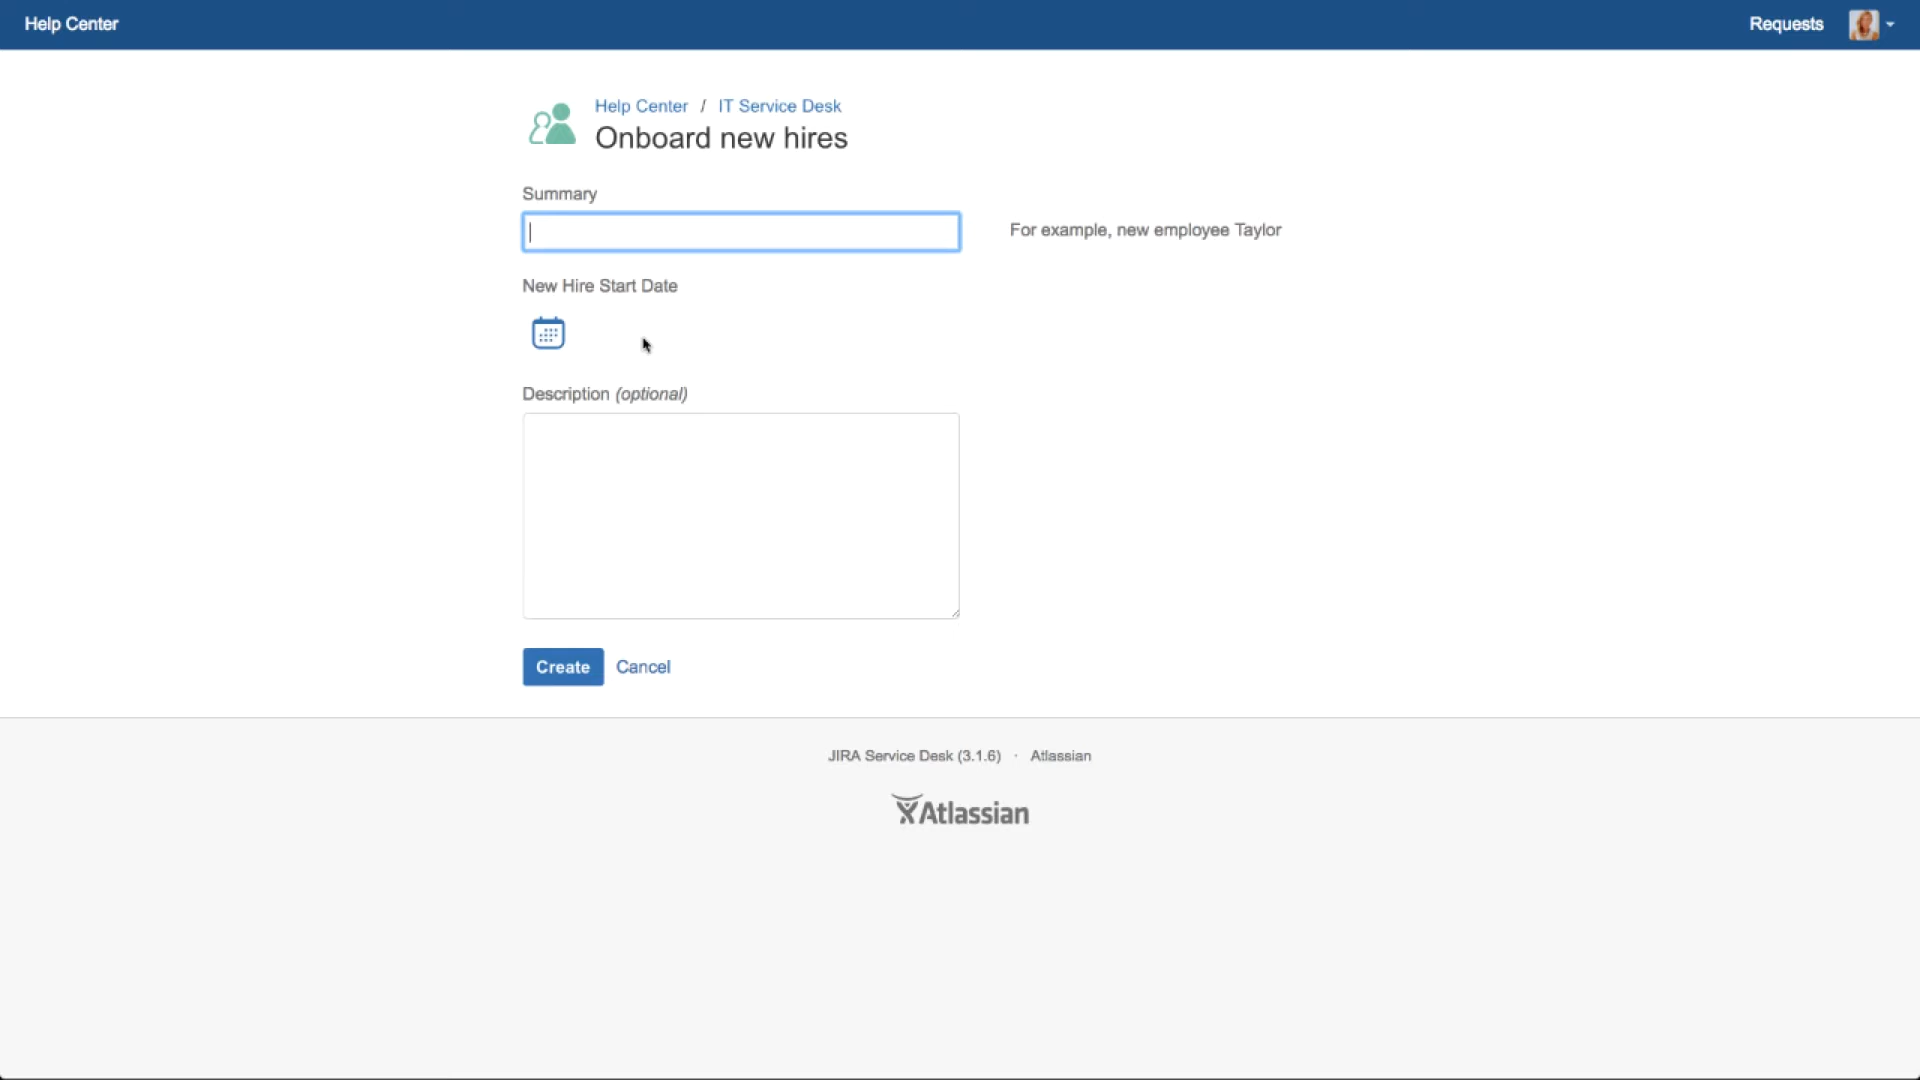 Help Center
Requests
Help Center / IT Service Desk
Onboard new hires
Summary
For example, new employee Taylor
New Hire Start Date
Description (optional)
Create Cancel
JIRA Service Desk (3.1.6) · Atlassian
Atlassian